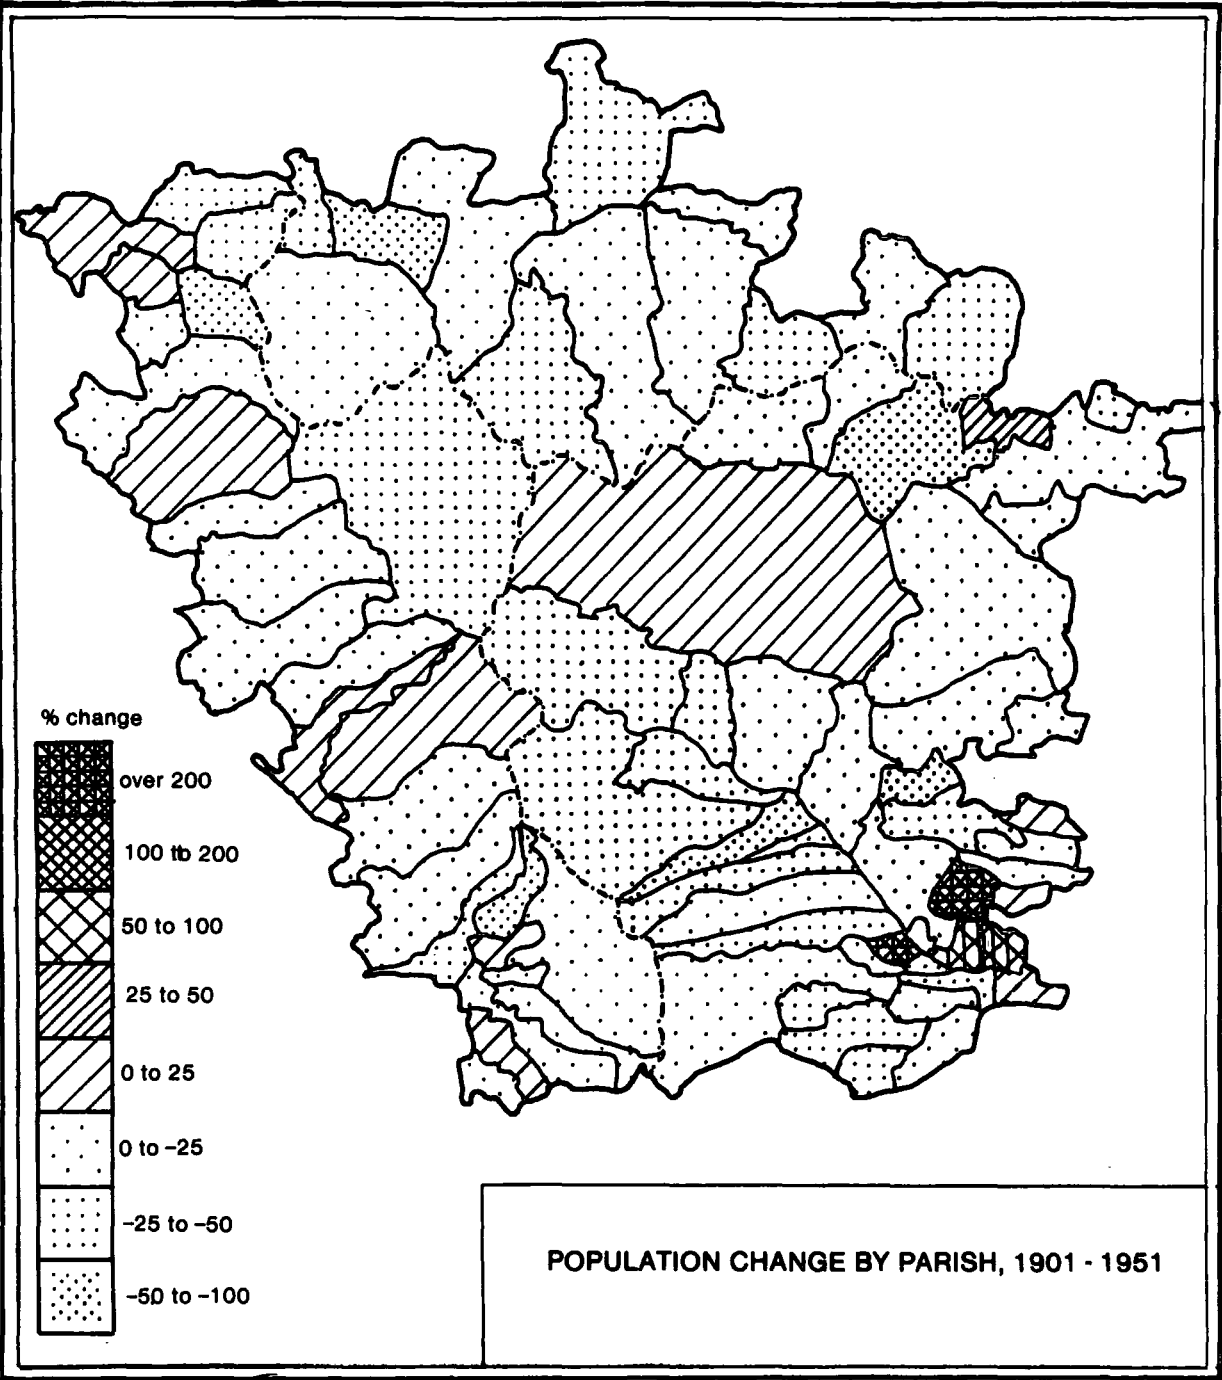 % change
over 200
100 tb 200
50 to 100
25 to 50
0 to 25
0 to -25
-25 to -50
-50 to -100
POPULATION CHANGE BY PARISH, 1901 - 1951